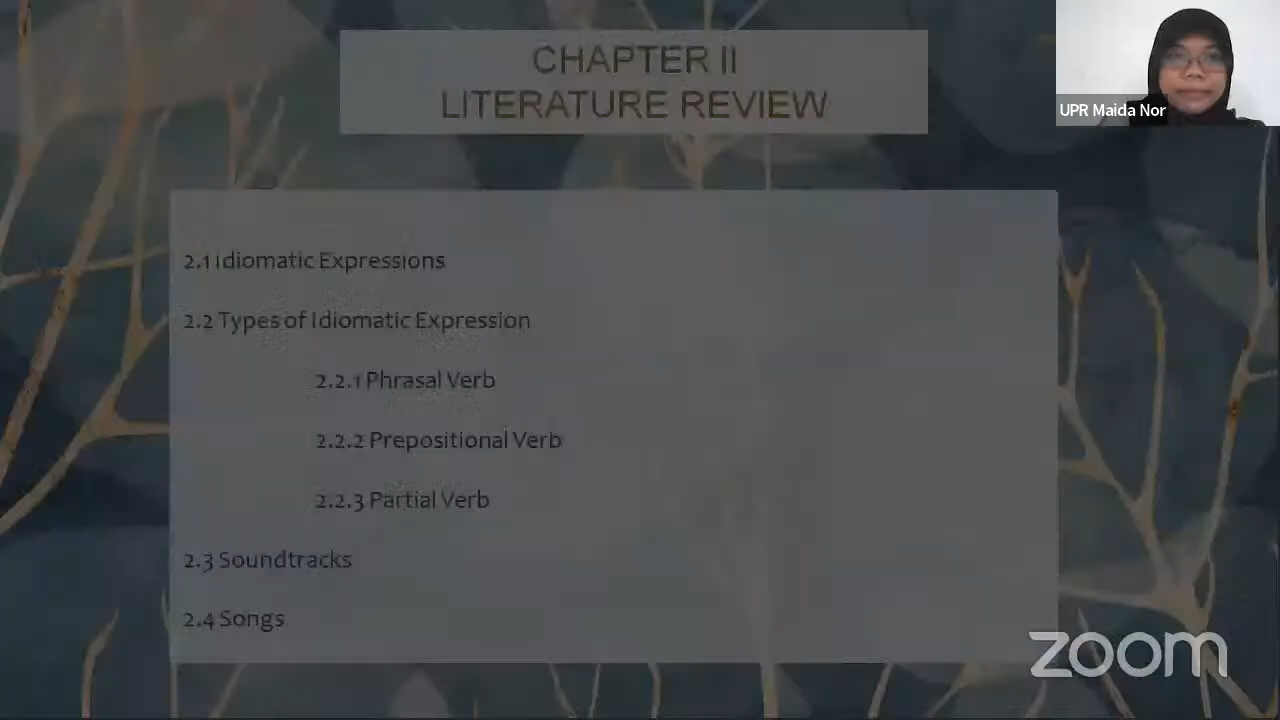 CHAPTER II
LITERATURE REVIEW
UPR Maida Nor
2.1 Idiomatic Expressions
2.2 Types of Idiomatic Expression
2.2.1 Phrasal Verb
2.2.2 Prepositional Verb
2.2.3 Partial Verb
2.3 Soundtracks
2.4 Songs
zoom